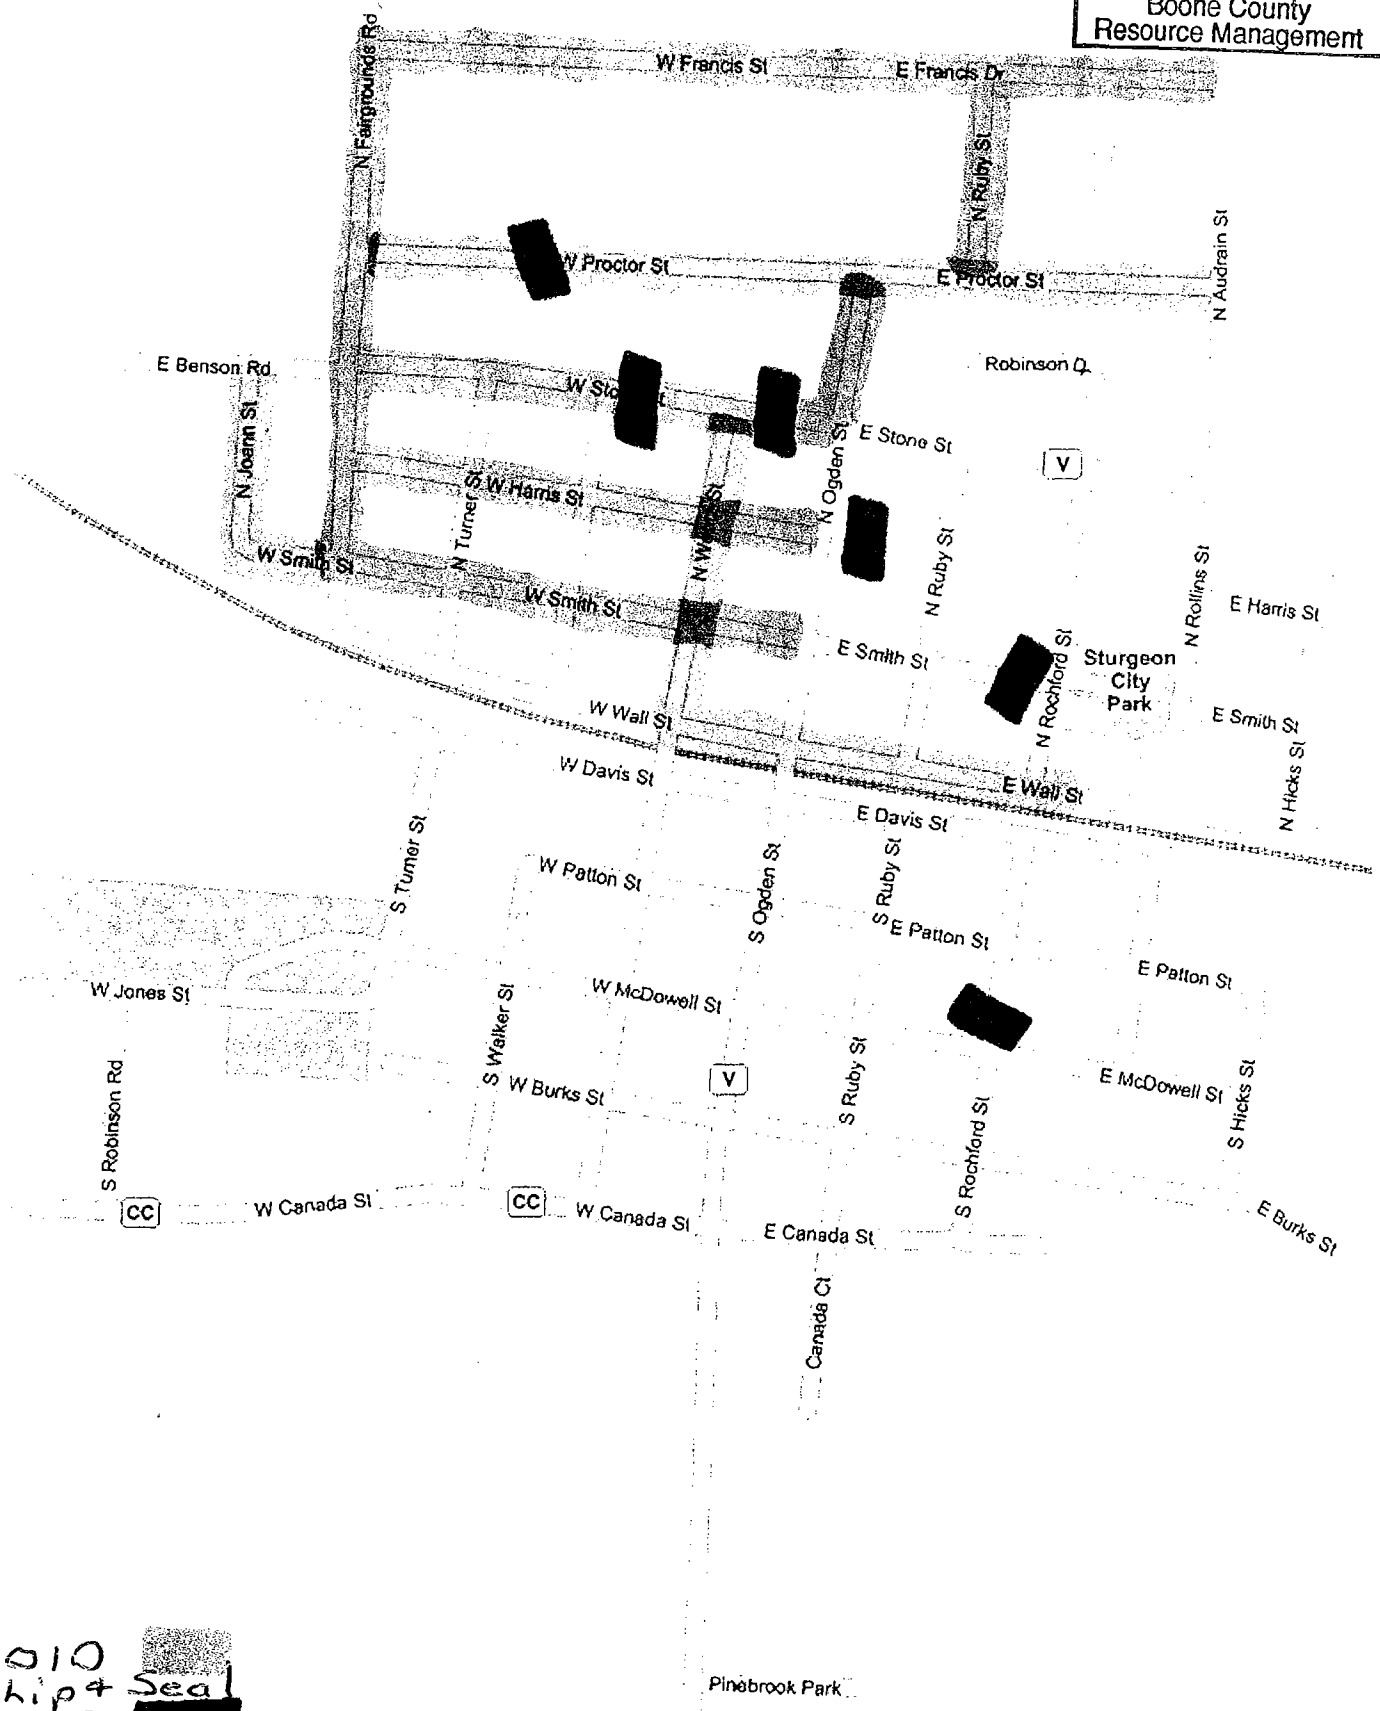 Boone County
Resource Management
N Fairgrounds Rd
W Francis St
E Francis Dr
N Ruby St
N Audrain St
W Proctor St
E Proctor St
E Benson Rd
Robinson
N Joann St
E Stone St
N Ogden St
V
N Turner St
W Harris St
W Smith St
W Smith St
N Ruby St
N Rollins St
E Harris St
E Smith St
N Rochford St
Sturgeon
City
Park
E Smith St
W Wall St
N Hicks St
W Davis St
E Wall St
E Davis St
S Turner St
W Patton St
S Ogden St
S Ruby St
E Patton St
E Patton St
W Jones St
W McDowell St
S Walker St
S Ruby St
V
E McDowell St
W Burks St
S Hicks St
S Robinson Rd
S Rochford St
CC
W Canada St
CC
W Canada St
E Canada St
E Burks St
Canada Ct
010
hip & Seal
Pinebrook Park